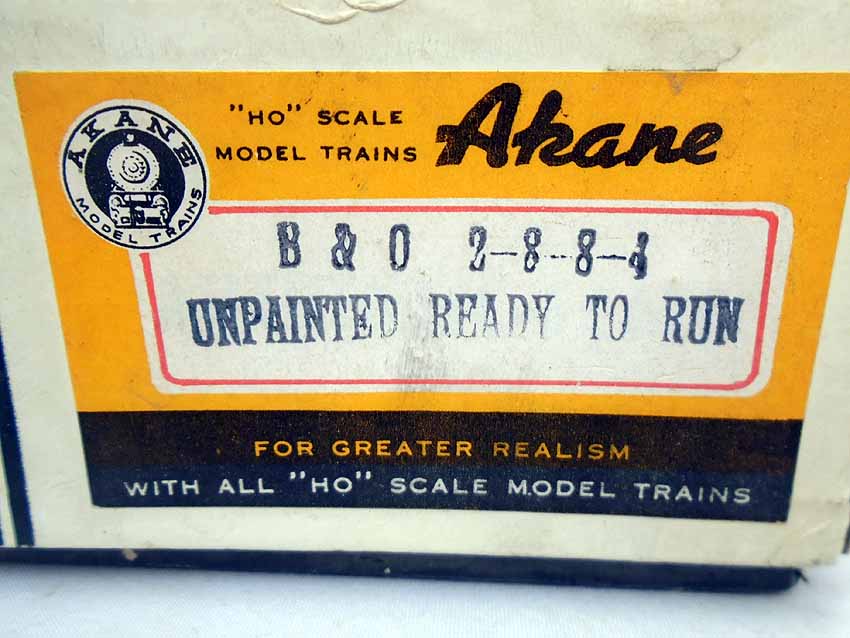 AKANE
MODEL TRAINS
"HO" SCALE
MODEL TRAINS
Akane
B & O 2-8-8-4
UNPAINTED READY TO RUN
FOR GREATER REALISM
WITH ALL "HO" SCALE MODEL TRAINS